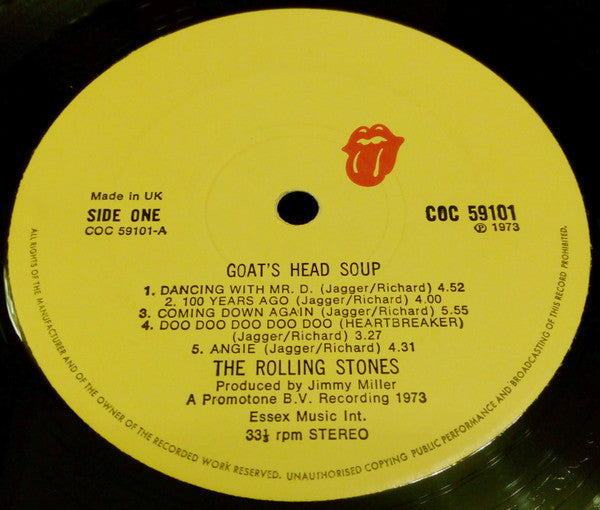 Made in UK
SIDE ONE
COC 59101-A
COC 59101
℗ 1973
GOAT'S HEAD SOUP
1. DANCING WITH MR. D. (Jagger/Richard) 4.52
2. 100 YEARS AGO (Jagger/Richard) 4.00
3. COMING DOWN AGAIN (Jagger/Richard) 5.55
4. DOO DOO DOO DOO DOO (HEARTBREAKER)
(Jagger/Richard) 3.27
5. ANGIE (Jagger/Richard) 4.31
THE ROLLING STONES
Produced by Jimmy Miller
A Promotone B.V. Recording 1973
Essex Music Int.
33⅓ rpm STEREO
ALL RIGHTS OF THE MANUFACTURER AND OF THE OWNER OF THE RECORDED WORK RESERVED. UNAUTHORISED COPYING PUBLIC PERFORMANCE AND BROADCASTING OF THIS RECORD PROHIBITED.